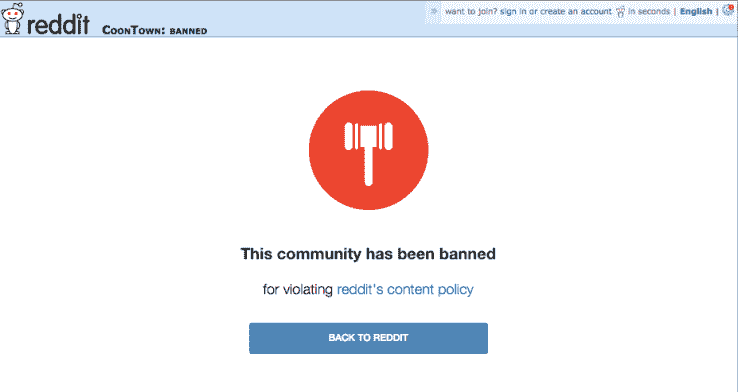 reddit COONTOWN: BANNED want to join? sign in or create an account in seconds | English |
This community has been banned
for violating reddit's content policy
BACK TO REDDIT